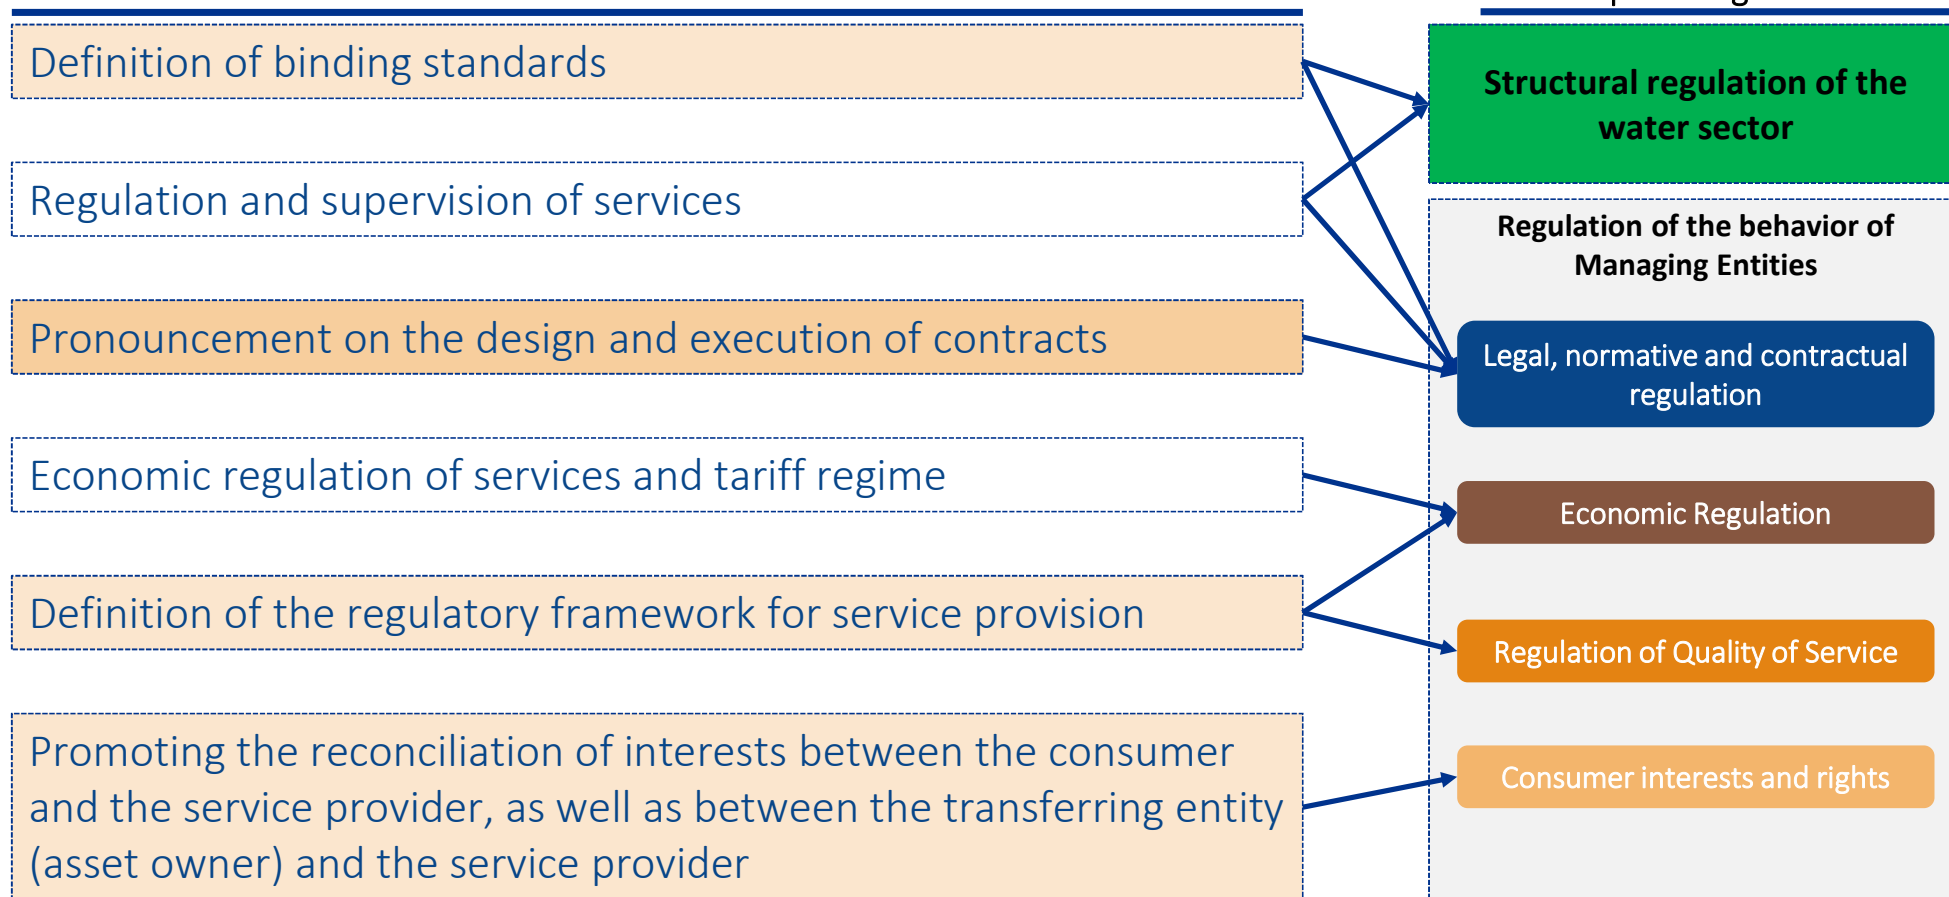 Definition of binding standards
Regulation and supervision of services
Pronouncement on the design and execution of contracts
Economic regulation of services and tariff regime
Definition of the regulatory framework for service provision
Promoting the reconciliation of interests between the consumer
and the service provider, as well as between the transferring entity
(asset owner) and the service provider
Structural regulation of the
water sector
Regulation of the behavior of
Managing Entities
Legal, normative and contractual
regulation
Economic Regulation
Regulation of Quality of Service
Consumer interests and rights